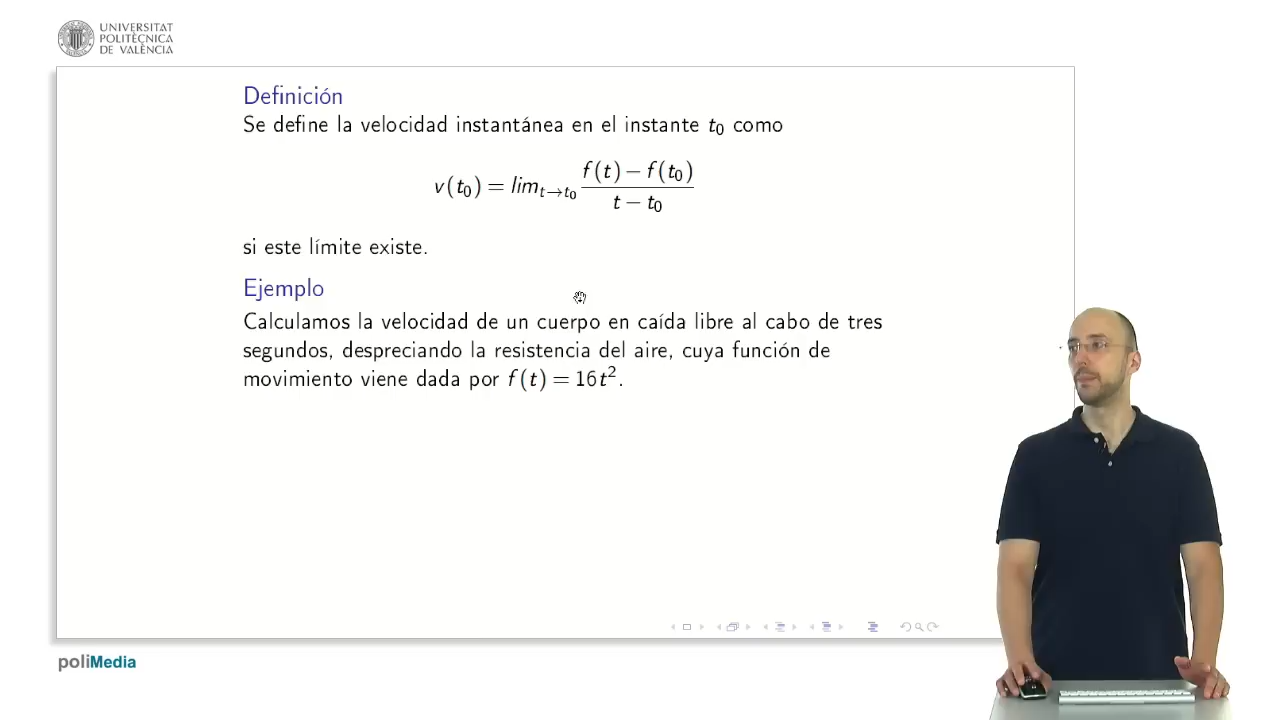 UNIVERSITAT
POLITÈCNICA
DE VALÈNCIA
Definición
Se define la velocidad instantánea en el instante t₀ como
v(t₀) = lim_{t→t₀} \frac{f(t) − f(t₀)}{t − t₀}
si este límite existe.
Ejemplo
Calculamos la velocidad de un cuerpo en caída libre al cabo de tres
segundos, despreciando la resistencia del aire, cuya función de
movimiento viene dada por f(t) = 16t².
poliMedia